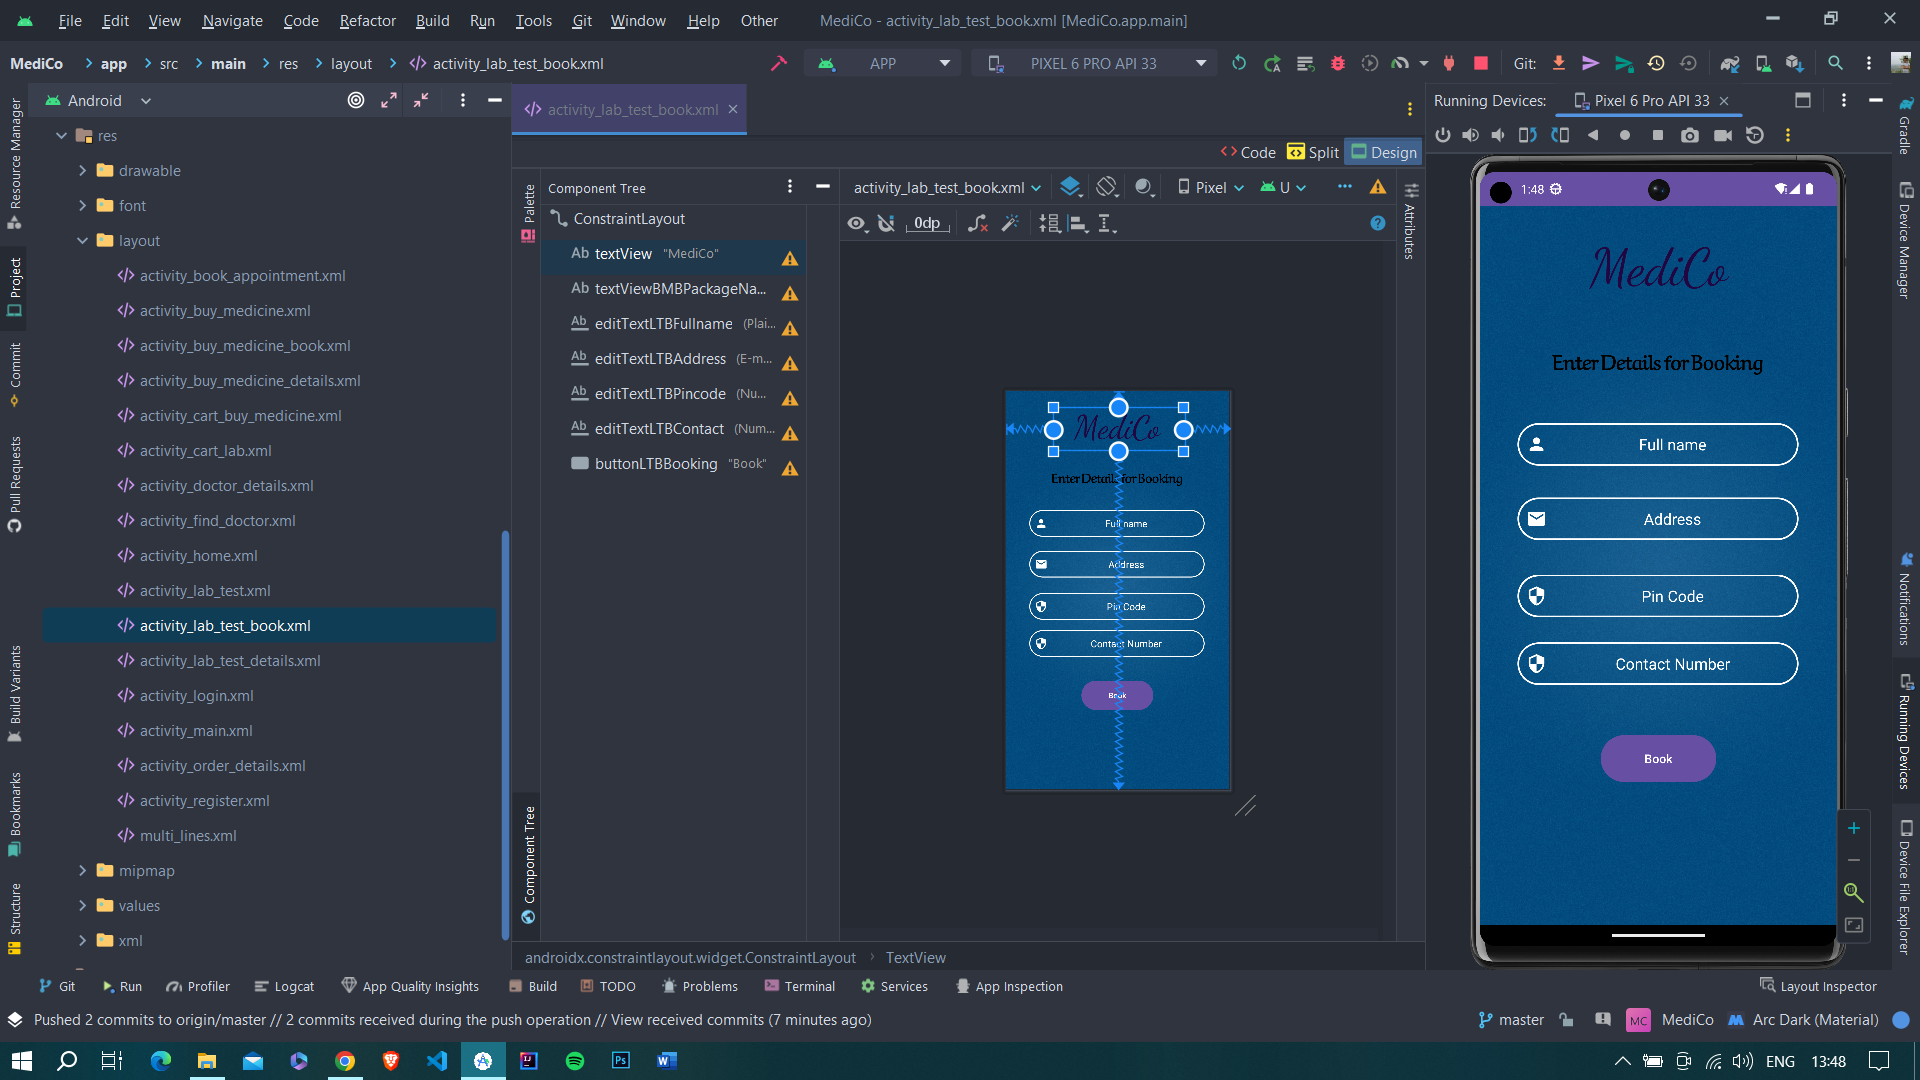 File Edit View Navigate Code Refactor Build Run Tools Git Window Help Other MediCo - activity_lab_test_book.xml [MediCo.app.main]
MediCo app src main res layout activity_lab_test_book.xml APP PIXEL 6 PRO API 33 Git:
Android
res
drawable
font
layout
activity_book_appointment.xml
activity_buy_medicine.xml
activity_buy_medicine_book.xml
activity_buy_medicine_details.xml
activity_cart_buy_medicine.xml
activity_cart_lab.xml
activity_doctor_details.xml
activity_find_doctor.xml
activity_home.xml
activity_lab_test.xml
activity_lab_test_book.xml
activity_lab_test_details.xml
activity_login.xml
activity_main.xml
activity_order_details.xml
activity_register.xml
multi_lines.xml
mipmap
values
xml
Resource Manager
Project
Commit
Pull Requests
Build Variants
Bookmarks
Structure
activity_lab_test_book.xml
Code Split Design
Palette
Component Tree
Component Tree
ConstraintLayout
Ab textView "MediCo"
Ab textViewBMBPackageNa...
Ab editTextLTBFullname (Plai...
Ab editTextLTBAddress (E-m...
Ab editTextLTBPincode (Nu...
Ab editTextLTBContact (Num...
buttonLTBBooking "Book"
activity_lab_test_book.xml Pixel U
0dp
Attributes
MediCo
Enter Details for Booking
Full name
Address
Pin Code
Contact Number
Book
androidx.constraintlayout.widget.ConstraintLayout TextView
Running Devices: Pixel 6 Pro API 33
1:48
MediCo
Enter Details for Booking
Full name
Address
Pin Code
Contact Number
Book
1:1
Gradle
Device Manager
Notifications
Running Devices
Device File Explorer
Git Run Profiler Logcat App Quality Insights Build TODO Problems Terminal Services App Inspection Layout Inspector
Pushed 2 commits to origin/master // 2 commits received during the push operation // View received commits (7 minutes ago) master MC MediCo Arc Dark (Material)
Ps ENG 13:48